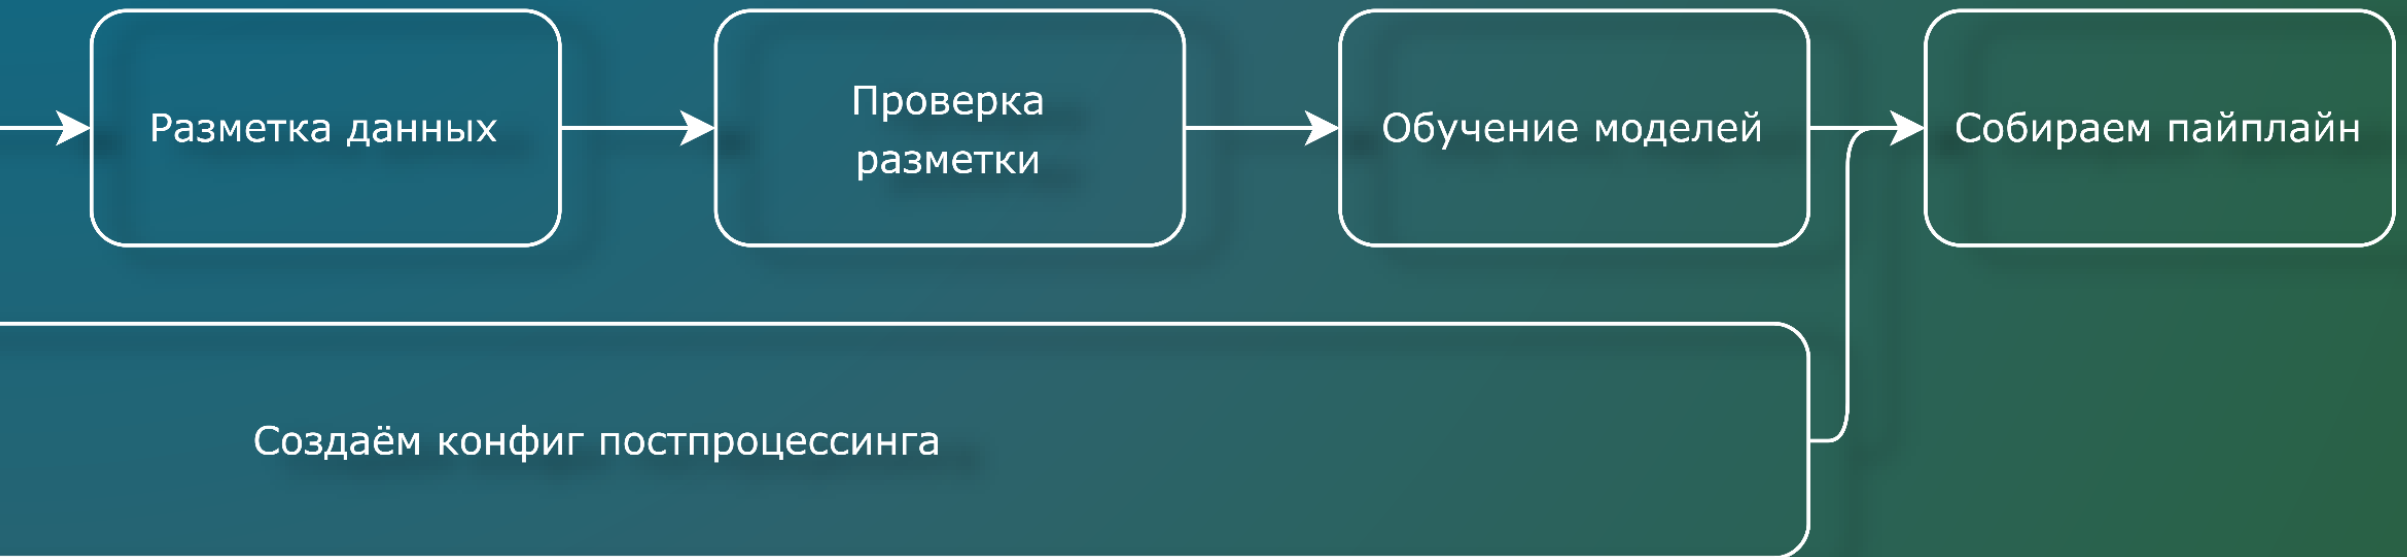 Разметка данных
Проверка
разметки
Обучение моделей
Собираем пайплайн
Создаём конфиг постпроцессинга